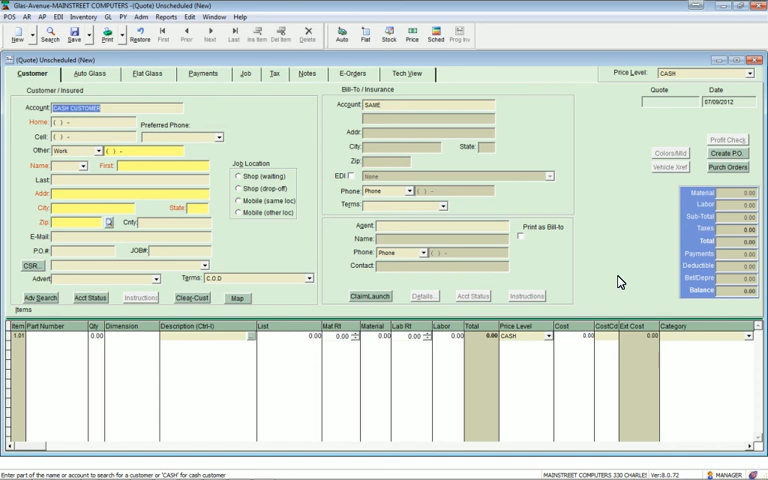 Glas-Avenue-MAINSTREET COMPUTERS - (Quote) Unscheduled (New)
POS AR AP EDI Inventory GL PY Adm Reports Edit Window Help
New Search Save Print Restore First Prior Next Last Ins Item Del Item Delete Auto Flat Stock Price Sched Prog Inv
(Quote) Unscheduled (New)
Customer Auto Glass Flat Glass Payments Job Tax Notes E-Orders Tech View Price Level: CASH
Customer / Insured
Account: CASH CUSTOMER
Home: ( ) -
Preferred Phone:
Cell: ( ) -
Other: Work ( ) -
Name: First:
Last:
Addr:
City: State:
Zip: Cnty:
E-Mail:
P.O.#: JOB#:
CSR...
Advert: Terms: C.O.D
Adv Search Acct Status Instructions Clear-Cust Map
Job Location
Shop (waiting)
Shop (drop-off)
Mobile (same loc)
Mobile (other loc)
Bill-To / Insurance
Account: SAME
Addr:
City: State:
Zip:
EDI None
Phone: Phone ( ) -
Terms:
Agent:
Name:
Phone: Phone ( ) -
Contact:
Print as Bill-to
ClaimLaunch Details... Acct Status Instructions
Quote Date
07/09/2012
Profit Check
Colors/Mld Create P.O.
Vehicle Xref Purch Orders
Material 0.00
Labor 0.00
Sub-Total 0.00
Taxes 0.00
Total 0.00
Payments 0.00
Deductible 0.00
Bet/Depre 0.00
Balance 0.00
Items
Item Part Number Qty Dimension Description (Ctrl-I) List Mat Rt Material Lab Rt Labor Total Price Level Cost CostCd Ext Cost Category
1.01 0.00 0.00 0.00 0.00 0.00 0.00 0.00 CASH 0.00 0.00
Enter part of the name or account to search for a customer or 'CASH' for cash customer
MAINSTREET COMPUTERS 330 CHARLES Ver:8.0.72 MANAGER